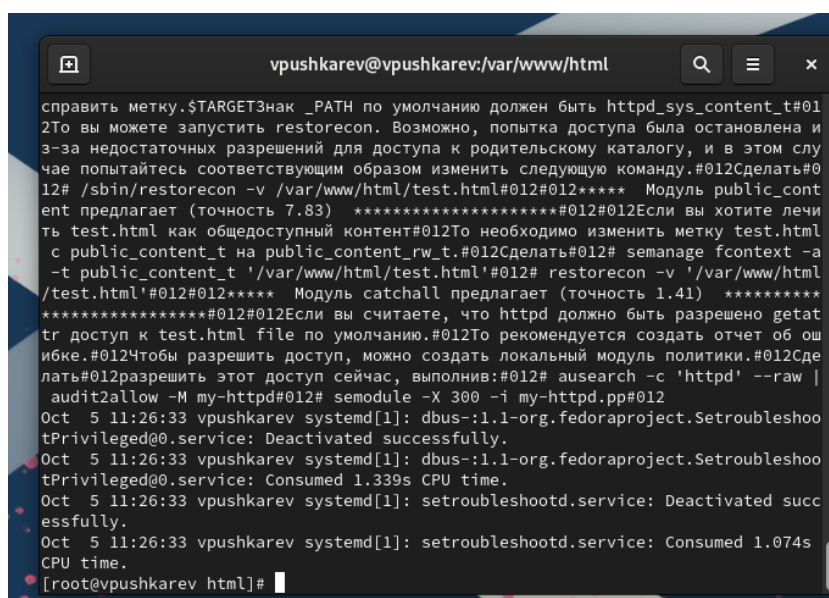 vpushkarev@vpushkarev:/var/www/html
справить метку.$TARGETЗнак _PATH по умолчанию должен быть httpd_sys_content_t#01
2То вы можете запустить restorecon. Возможно, попытка доступа была остановлена и
з-за недостаточных разрешений для доступа к родительскому каталогу, и в этом слу
чае попытайтесь соответствующим образом изменить следующую команду.#012Сделать#0
12# /sbin/restorecon -v /var/www/html/test.html#012#012*****  Модуль public_cont
ent предлагает (точность 7.83)  *********************#012#012Если вы хотите лечи
ть test.html как общедоступный контент#012То необходимо изменить метку test.html
 с public_content_t на public_content_rw_t.#012Сделать#012# semanage fcontext -a
 -t public_content_t '/var/www/html/test.html'#012# restorecon -v '/var/www/html
/test.html'#012#012*****  Модуль catchall предлагает (точность 1.41)  **********
*****************#012#012Если вы считаете, что httpd должно быть разрешено getat
tr доступ к test.html file по умолчанию.#012То рекомендуется создать отчет об ош
ибке.#012Чтобы разрешить доступ, можно создать локальный модуль политики.#012Сде
лать#012разрешить этот доступ сейчас, выполнив:#012# ausearch -c 'httpd' --raw |
 audit2allow -M my-httpd#012# semodule -X 300 -i my-httpd.pp#012
Oct  5 11:26:33 vpushkarev systemd[1]: dbus-:1.1-org.fedoraproject.Setroubleshoo
tPrivileged@0.service: Deactivated successfully.
Oct  5 11:26:33 vpushkarev systemd[1]: dbus-:1.1-org.fedoraproject.Setroubleshoo
tPrivileged@0.service: Consumed 1.339s CPU time.
Oct  5 11:26:33 vpushkarev systemd[1]: setroubleshootd.service: Deactivated succ
essfully.
Oct  5 11:26:33 vpushkarev systemd[1]: setroubleshootd.service: Consumed 1.074s
CPU time.
[root@vpushkarev html]#